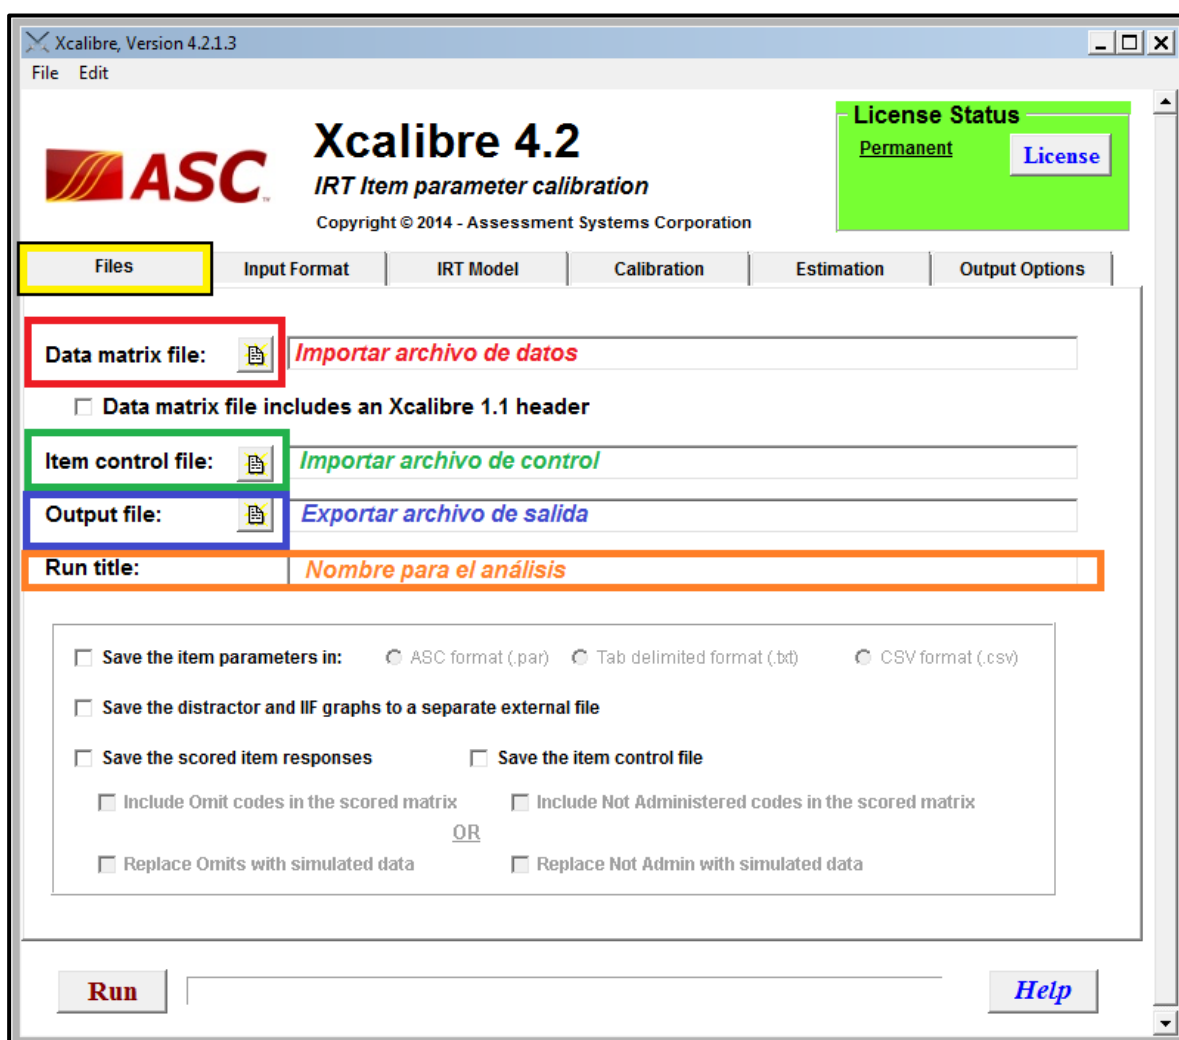 Xcalibre, Version 4.2.1.3
File Edit
ASC
Xcalibre 4.2
IRT Item parameter calibration
Copyright © 2014 - Assessment Systems Corporation
License Status
Permanent
License
Files Input Format IRT Model Calibration Estimation Output Options
Data matrix file: Importar archivo de datos
Data matrix file includes an Xcalibre 1.1 header
Item control file: Importar archivo de control
Output file: Exportar archivo de salida
Run title: Nombre para el análisis
Save the item parameters in: ASC format (.par) Tab delimited format (.txt) CSV format (.csv)
Save the distractor and IIF graphs to a separate external file
Save the scored item responses Save the item control file
Include Omit codes in the scored matrix Include Not Administered codes in the scored matrix
OR
Replace Omits with simulated data Replace Not Admin with simulated data
Run Help